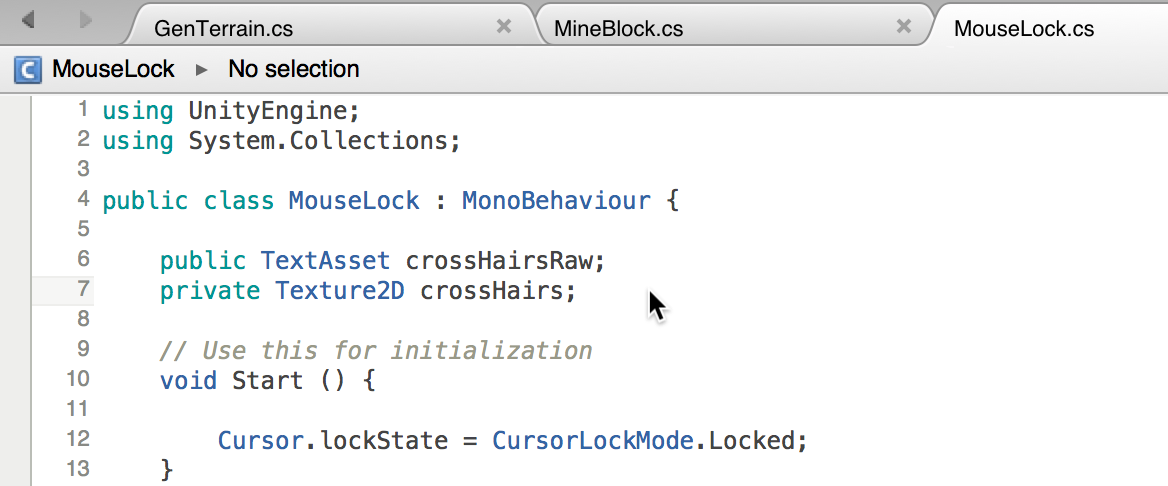 GenTerrain.cs × MineBlock.cs × MouseLock.cs
C MouseLock ▸ No selection
1 using UnityEngine;
2 using System.Collections;
3
4 public class MouseLock : MonoBehaviour {
5
6     public TextAsset crossHairsRaw;
7     private Texture2D crossHairs;
8
9     // Use this for initialization
10     void Start () {
11
12         Cursor.lockState = CursorLockMode.Locked;
13     }